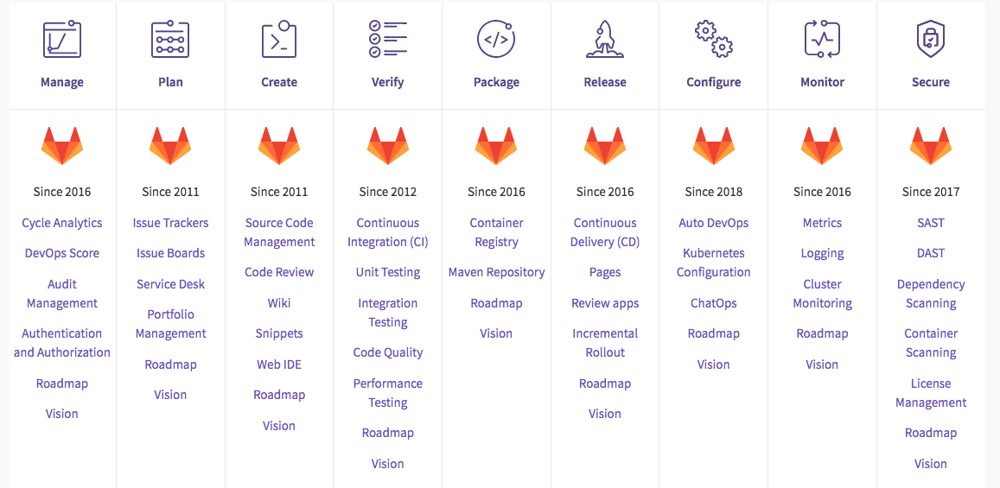 Manage
Plan
Create
Verify
Package
Release
Configure
Monitor
Secure
Since 2016
Cycle Analytics
DevOps Score
Audit
Management
Authentication
and Authorization
Roadmap
Vision
Since 2011
Issue Trackers
Issue Boards
Service Desk
Portfolio
Management
Roadmap
Vision
Since 2011
Source Code
Management
Code Review
Wiki
Snippets
Web IDE
Roadmap
Vision
Since 2012
Continuous
Integration (CI)
Unit Testing
Integration
Testing
Code Quality
Performance
Testing
Roadmap
Vision
Since 2016
Container
Registry
Maven Repository
Roadmap
Vision
Since 2016
Continuous
Delivery (CD)
Pages
Review apps
Incremental
Rollout
Roadmap
Vision
Since 2018
Auto DevOps
Kubernetes
Configuration
ChatOps
Roadmap
Vision
Since 2016
Metrics
Logging
Cluster
Monitoring
Roadmap
Vision
Since 2017
SAST
DAST
Dependency
Scanning
Container
Scanning
License
Management
Roadmap
Vision